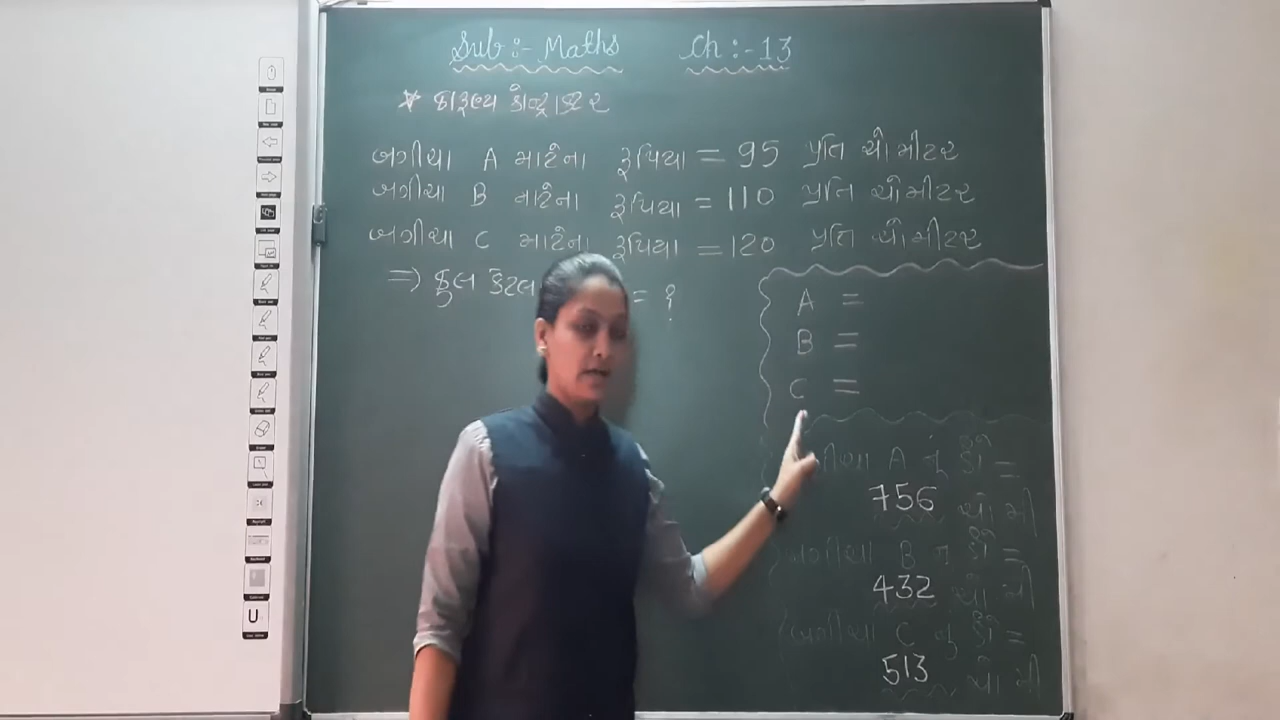 Sub :- Maths Ch :- 13
* કારૂલ્ય કોન્ટ્રાક્ટર
બગીચા A માટેના રૂપિયા = 95 પ્રતિ ચોમીટર
બગીચા B માટેના રૂપિયા = 110 પ્રતિ ચોમીટર
બગીચા C માટેના રૂપિયા = 120 પ્રતિ ચોમીટર
=) કુલ કેટલ = ?
A =
B =
C =
A નું ક્ષે =
756 ચો મી
બગીચા B નું ક્ષે =
432 ચો મી
બગીચા C નું ક્ષે =
513 ચો મી
U